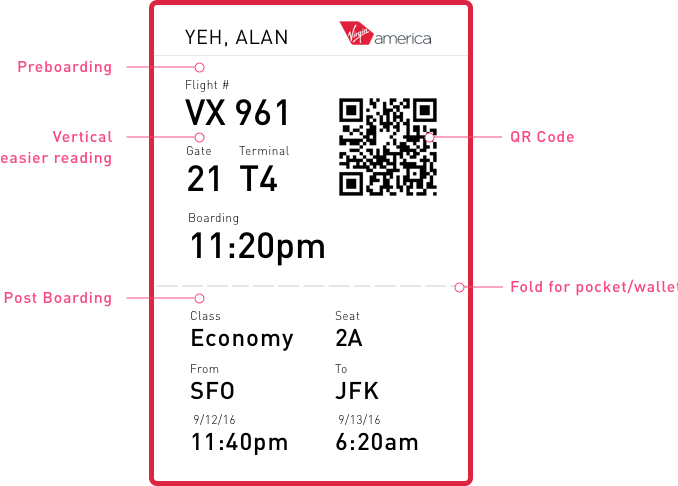 YEH, ALAN
Virgin america
Preboarding
Flight #
VX 961
Vertical
easier reading
QR Code
Gate Terminal
21 T4
Boarding
11:20pm
Fold for pocket/wallet
Post Boarding
Class Seat
Economy 2A
From To
SFO JFK
9/12/16 9/13/16
11:40pm 6:20am